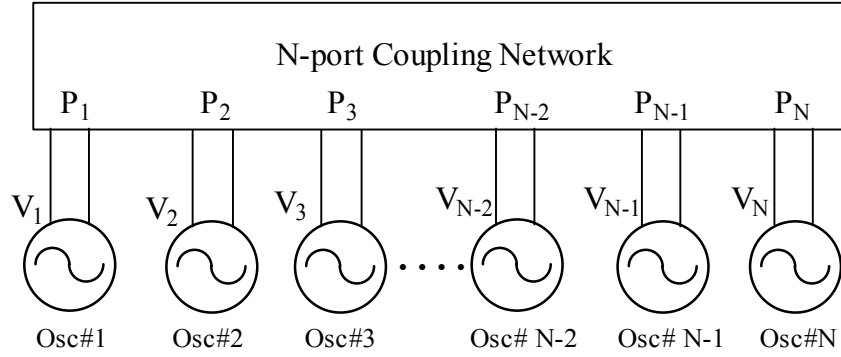 N-port Coupling Network
P1 P2 P3 PN-2 PN-1 PN
V1 V2 V3 VN-2 VN-1 VN
Osc#1 Osc#2 Osc#3 Osc# N-2 Osc# N-1 Osc#N